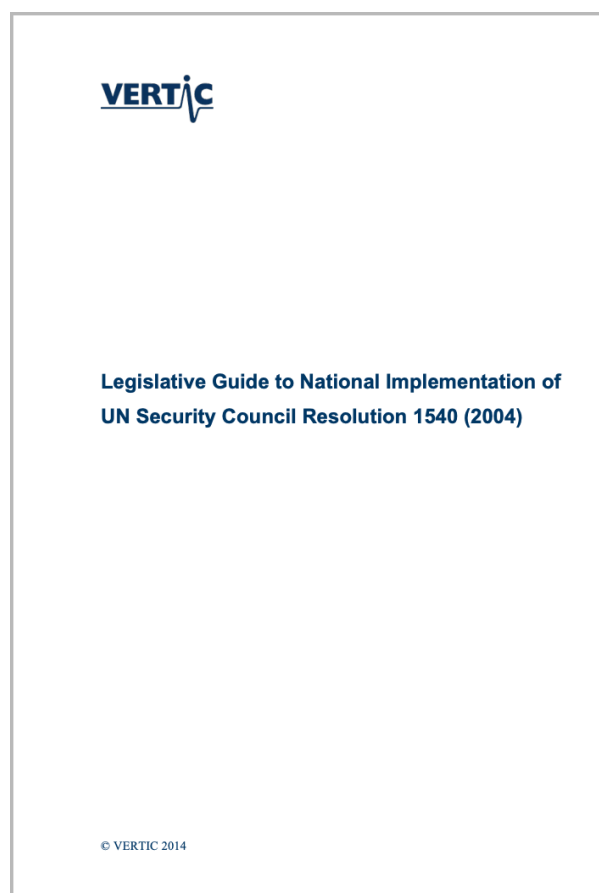 VERTIC
Legislative Guide to National Implementation of
UN Security Council Resolution 1540 (2004)
© VERTIC 2014